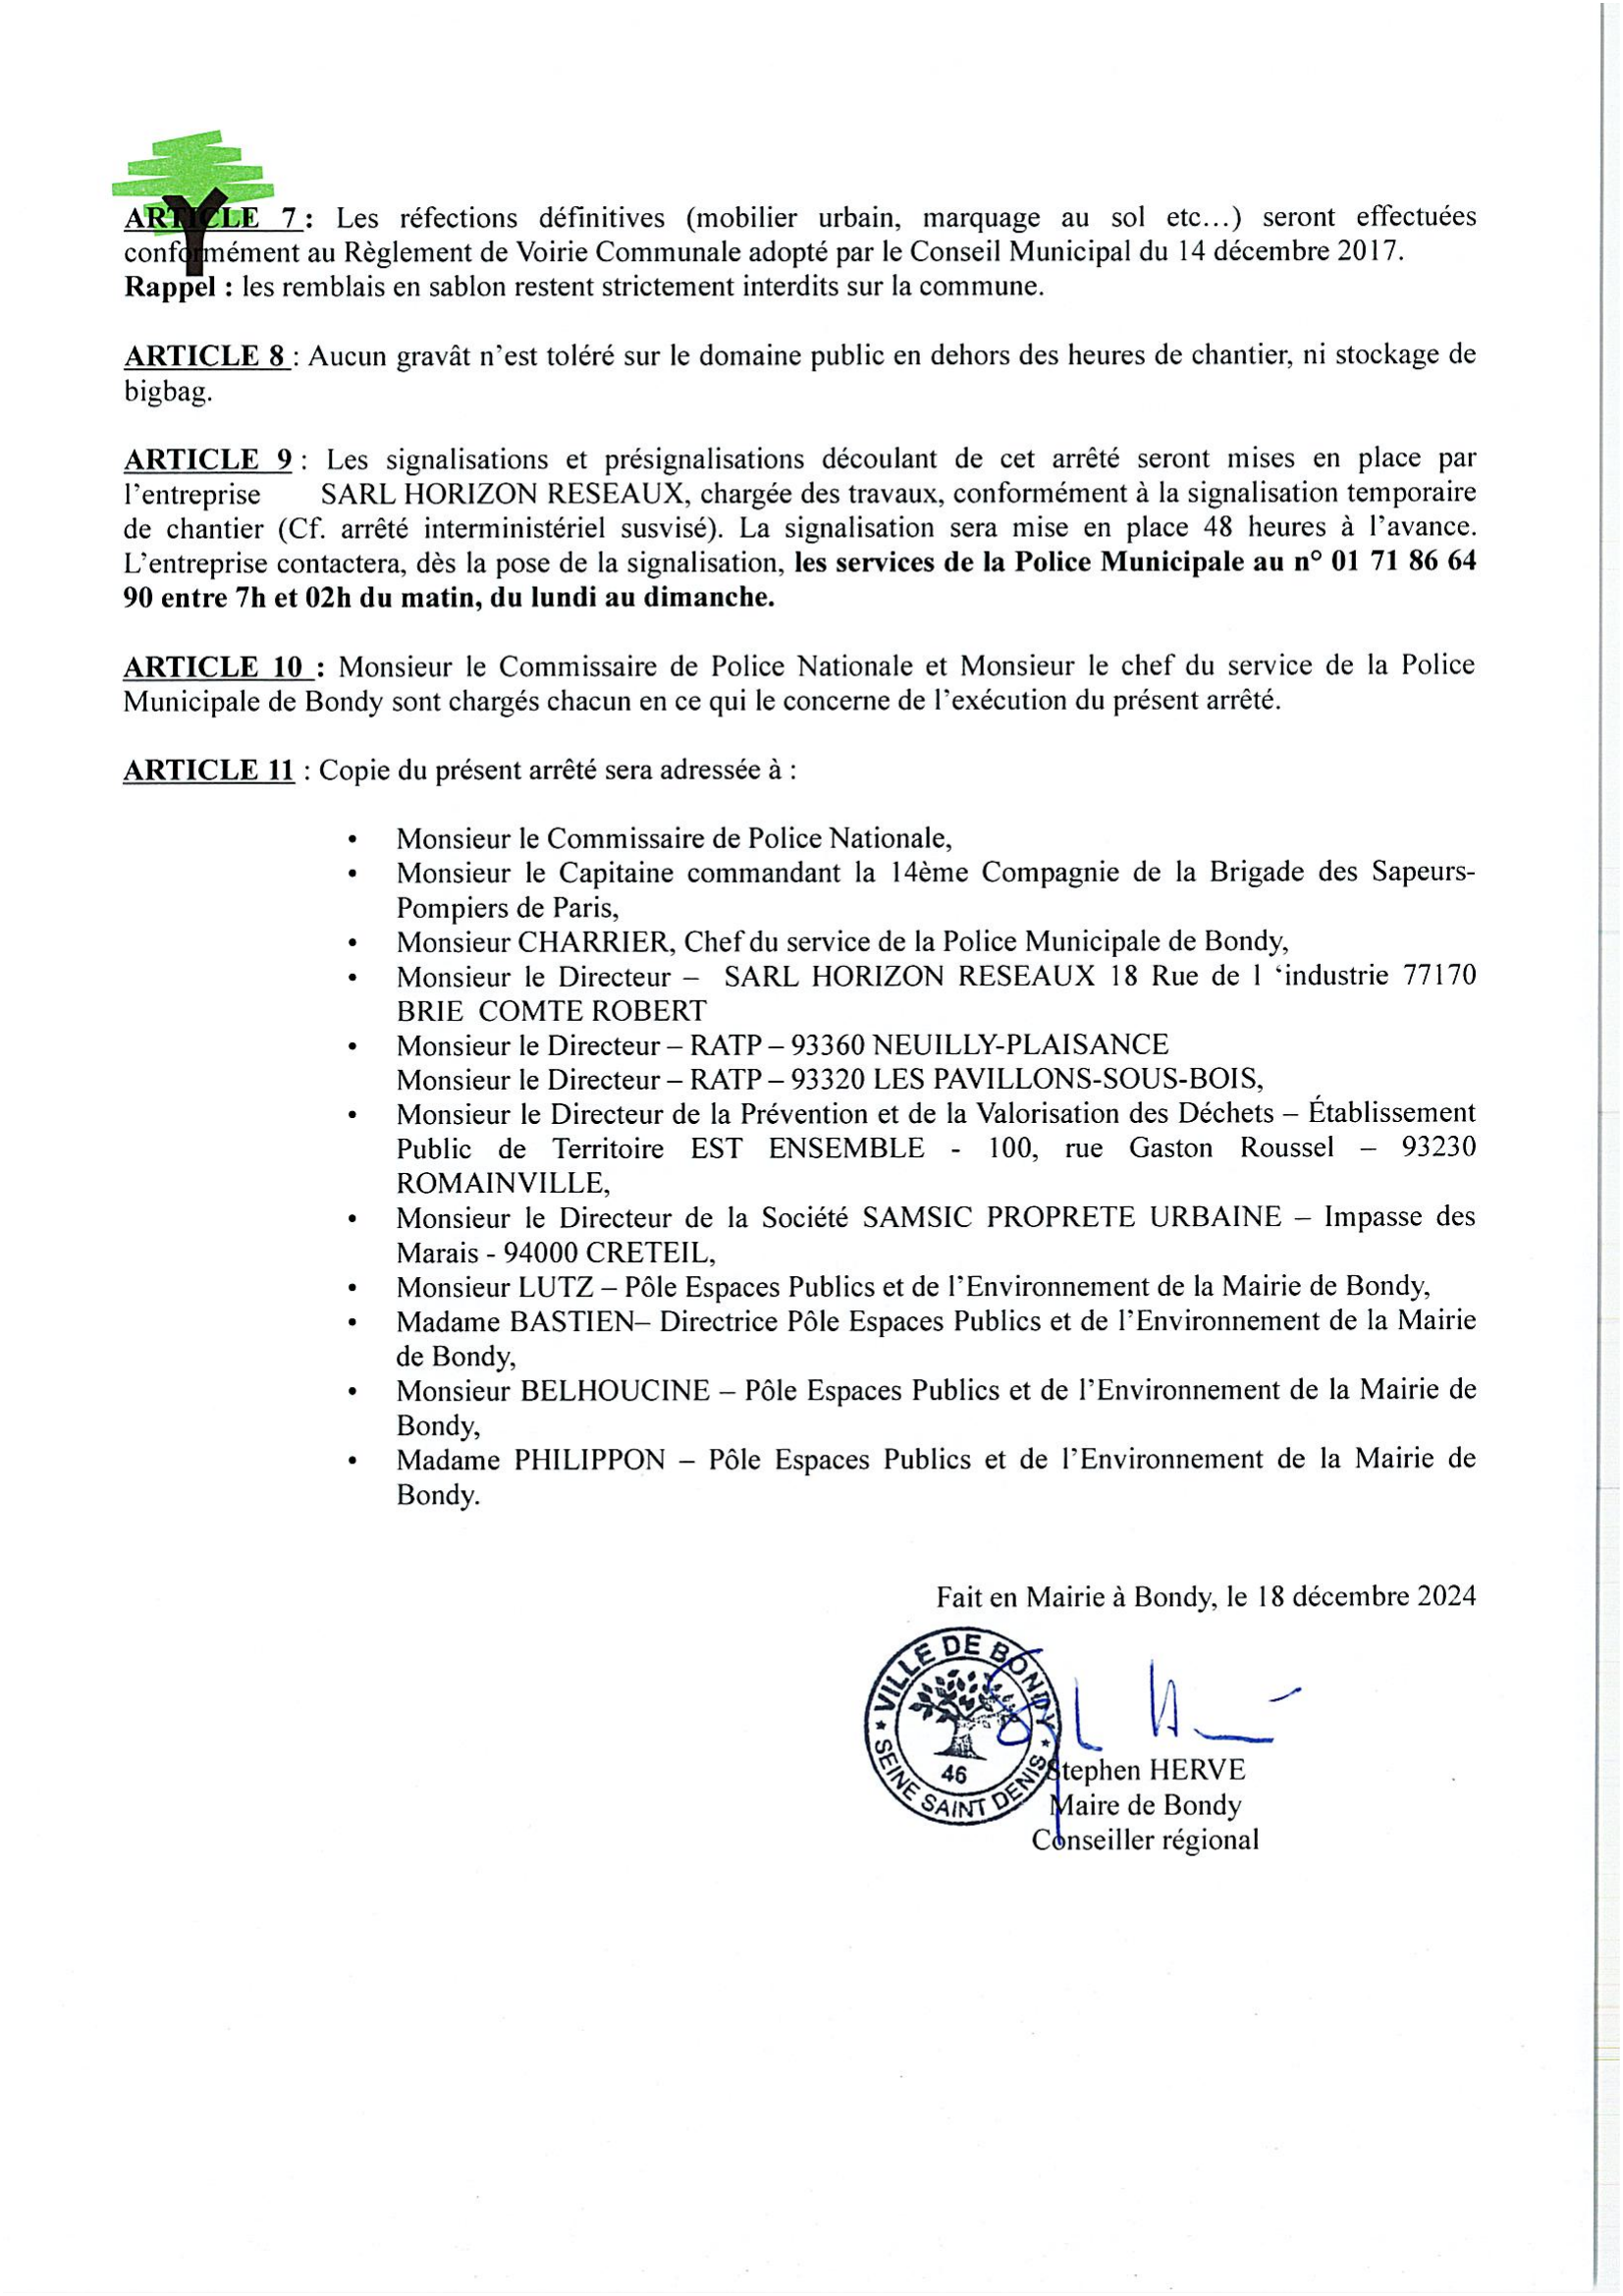 ARTICLE 7 : Les réfections définitives (mobilier urbain, marquage au sol etc…) seront effectuées
conformément au Règlement de Voirie Communale adopté par le Conseil Municipal du 14 décembre 2017.
Rappel : les remblais en sablon restent strictement interdits sur la commune.
ARTICLE 8 : Aucun gravât n’est toléré sur le domaine public en dehors des heures de chantier, ni stockage de
bigbag.
ARTICLE 9 : Les signalisations et présignalisations découlant de cet arrêté seront mises en place par
l’entreprise SARL HORIZON RESEAUX, chargée des travaux, conformément à la signalisation temporaire
de chantier (Cf. arrêté interministériel susvisé). La signalisation sera mise en place 48 heures à l’avance.
L’entreprise contactera, dès la pose de la signalisation, les services de la Police Municipale au n° 01 71 86 64
90 entre 7h et 02h du matin, du lundi au dimanche.
ARTICLE 10 : Monsieur le Commissaire de Police Nationale et Monsieur le chef du service de la Police
Municipale de Bondy sont chargés chacun en ce qui le concerne de l’exécution du présent arrêté.
ARTICLE 11 : Copie du présent arrêté sera adressée à :
• Monsieur le Commissaire de Police Nationale,
• Monsieur le Capitaine commandant la 14ème Compagnie de la Brigade des Sapeurs-
Pompiers de Paris,
• Monsieur CHARRIER, Chef du service de la Police Municipale de Bondy,
• Monsieur le Directeur – SARL HORIZON RESEAUX 18 Rue de l ‘industrie 77170
BRIE COMTE ROBERT
• Monsieur le Directeur – RATP – 93360 NEUILLY-PLAISANCE
Monsieur le Directeur – RATP – 93320 LES PAVILLONS-SOUS-BOIS,
• Monsieur le Directeur de la Prévention et de la Valorisation des Déchets – Établissement
Public de Territoire EST ENSEMBLE - 100, rue Gaston Roussel – 93230
ROMAINVILLE,
• Monsieur le Directeur de la Société SAMSIC PROPRETE URBAINE – Impasse des
Marais - 94000 CRETEIL,
• Monsieur LUTZ – Pôle Espaces Publics et de l’Environnement de la Mairie de Bondy,
• Madame BASTIEN– Directrice Pôle Espaces Publics et de l’Environnement de la Mairie
de Bondy,
• Monsieur BELHOUCINE – Pôle Espaces Publics et de l’Environnement de la Mairie de
Bondy,
• Madame PHILIPPON – Pôle Espaces Publics et de l’Environnement de la Mairie de
Bondy.
Fait en Mairie à Bondy, le 18 décembre 2024
VILLE DE BONDY
46
* SEINE SAINT DENIS *
Stephen HERVE
Maire de Bondy
Conseiller régional